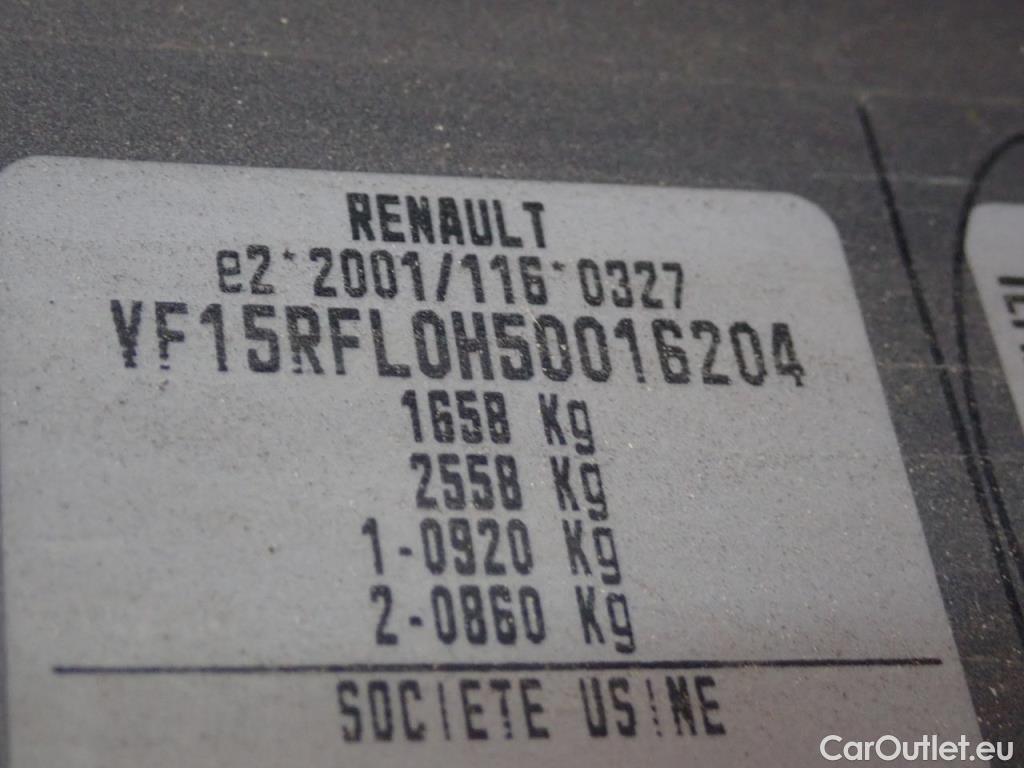 RENAULT
e2*2001/116*0327
VF15RFL0H50016204
1658 Kg
2558 Kg
1-0920 Kg
2-0860 Kg
SOCIETE USINE
CarOutlet.eu